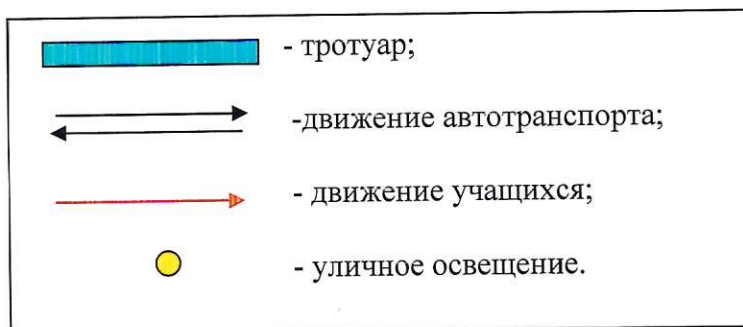 - тротуар;
-движение автотранспорта;
- движение учащихся;
- уличное освещение.